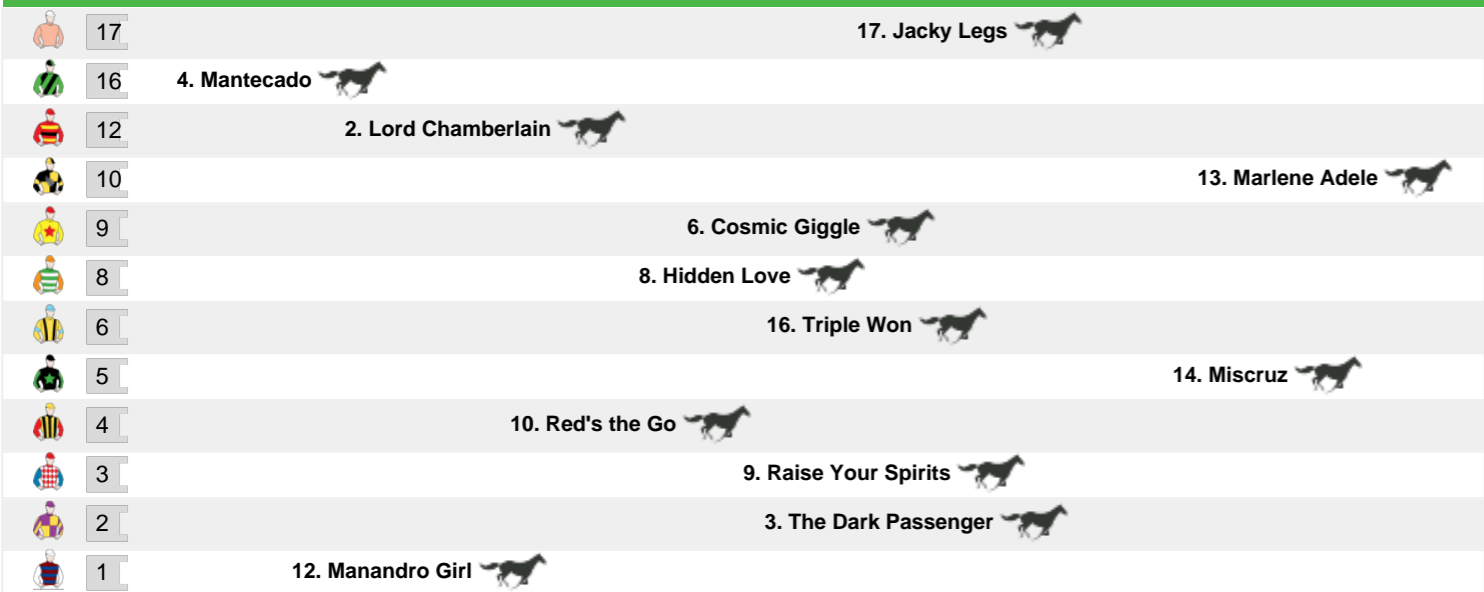 17 17. Jacky Legs
16 4. Mantecado
12 2. Lord Chamberlain
10 13. Marlene Adele
9 6. Cosmic Giggle
8 8. Hidden Love
6 16. Triple Won
5 14. Miscruz
4 10. Red's the Go
3 9. Raise Your Spirits
2 3. The Dark Passenger
1 12. Manandro Girl